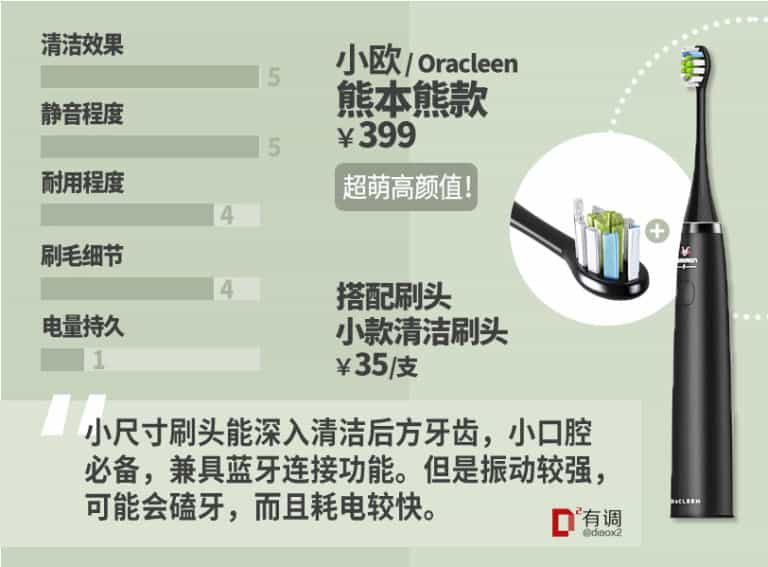 清洁效果
5
静音程度
5
耐用程度
4
刷毛细节
4
电量持久
1
小欧 / Oracleen
熊本熊款
￥399
超萌高颜值！
搭配刷头
小款清洁刷头
￥35/支
小尺寸刷头能深入清洁后方牙齿，小口腔
必备，兼具蓝牙连接功能。但是振动较强，
可能会磕牙，而且耗电较快。
D2有调
@diaox2